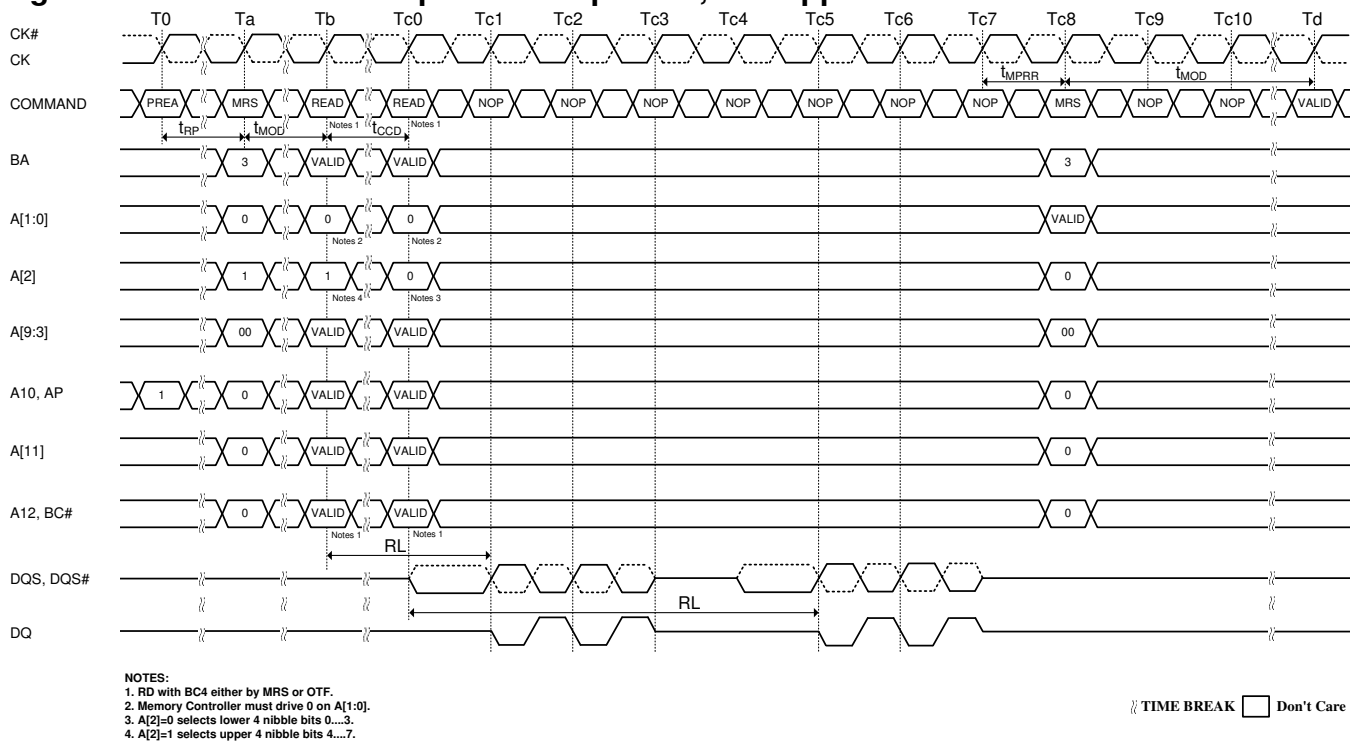 T0 Ta Tb Tc0 Tc1 Tc2 Tc3 Tc4 Tc5 Tc6 Tc7 Tc8 Tc9 Tc10 Td
CK#
CK
tMPRR tMOD
COMMAND PREA MRS READ READ NOP NOP NOP NOP NOP NOP NOP MRS NOP NOP VALID
Notes 1 Notes 1
tRP tMOD tCCD
BA 3 VALID VALID 3
A[1:0] 0 0 0 VALID
Notes 2 Notes 2
A[2] 1 1 0 0
Notes 4 Notes 3
A[9:3] 00 VALID VALID 00
A10, AP 1 0 VALID VALID 0
A[11] 0 VALID VALID 0
A12, BC# 0 VALID VALID 0
Notes 1 Notes 1
RL
DQS, DQS#
RL
DQ
NOTES:
1. RD with BC4 either by MRS or OTF.
2. Memory Controller must drive 0 on A[1:0].
3. A[2]=0 selects lower 4 nibble bits 0....3.
4. A[2]=1 selects upper 4 nibble bits 4....7.
TIME BREAK Don't Care